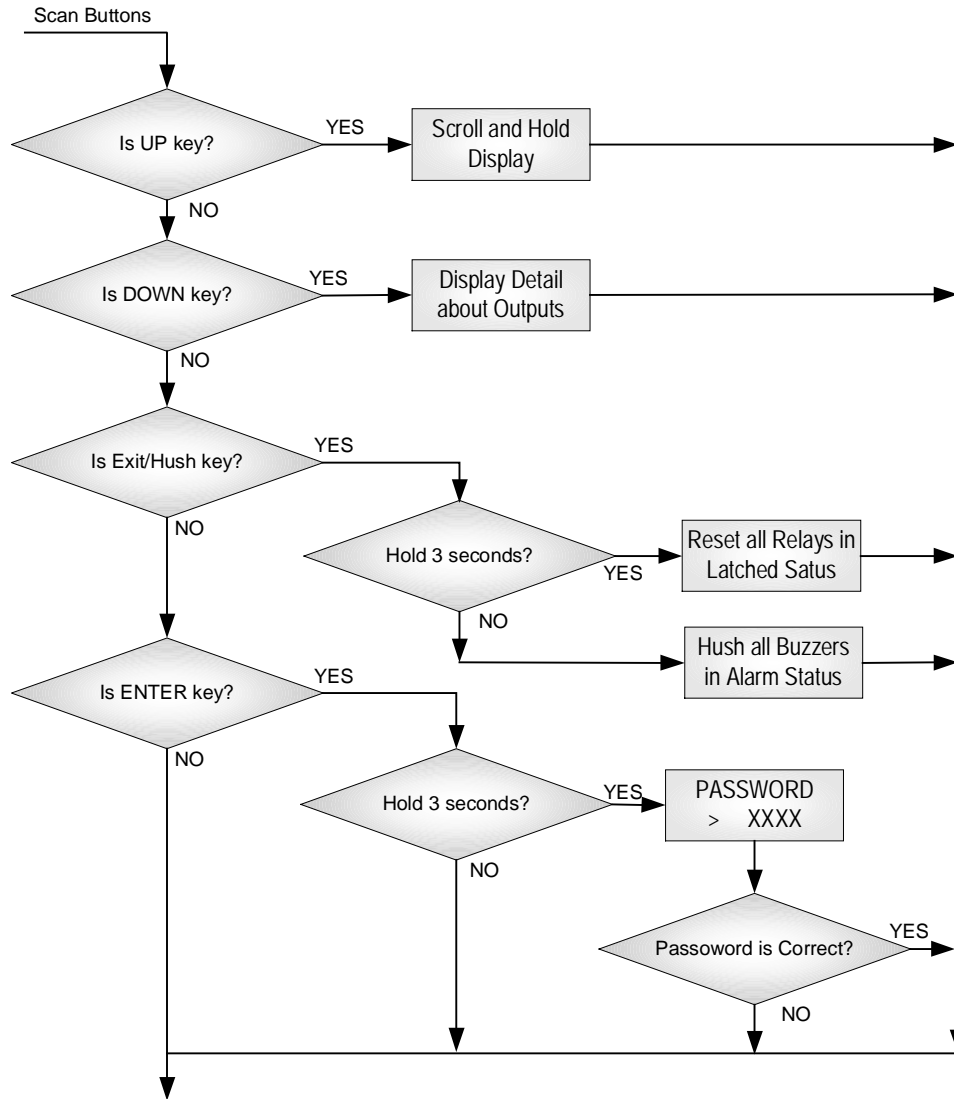 Scan Buttons
Is UP key?
YES
Scroll and Hold
Display
NO
Is DOWN key?
YES
Display Detail
about Outputs
NO
Is Exit/Hush key?
YES
NO
Hold 3 seconds?
YES
Reset all Relays in
Latched Satus
NO
Hush all Buzzers
in Alarm Status
Is ENTER key?
YES
NO
Hold 3 seconds?
YES
PASSWORD
> XXXX
NO
Passoword is Correct?
YES
NO